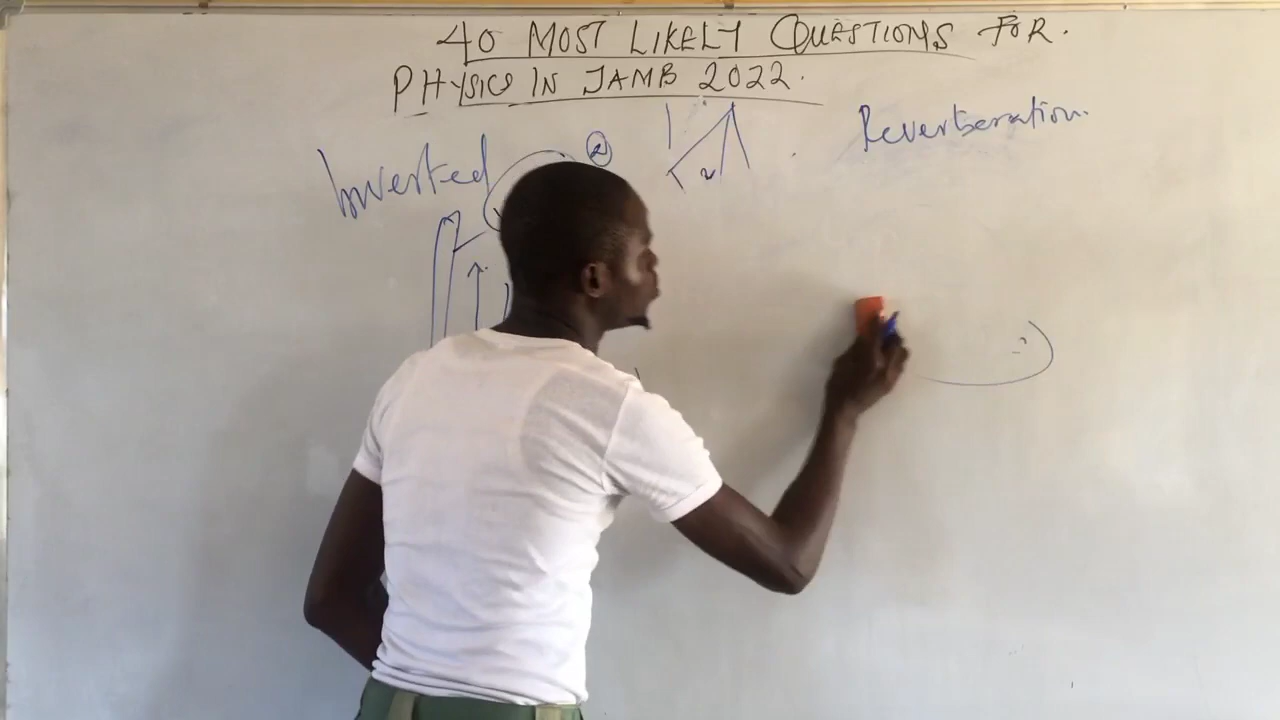 40 MOST LIKELY QUESTIONS FOR.
PHYSICS IN JAMB 2022.
Reverberation.
Inverted